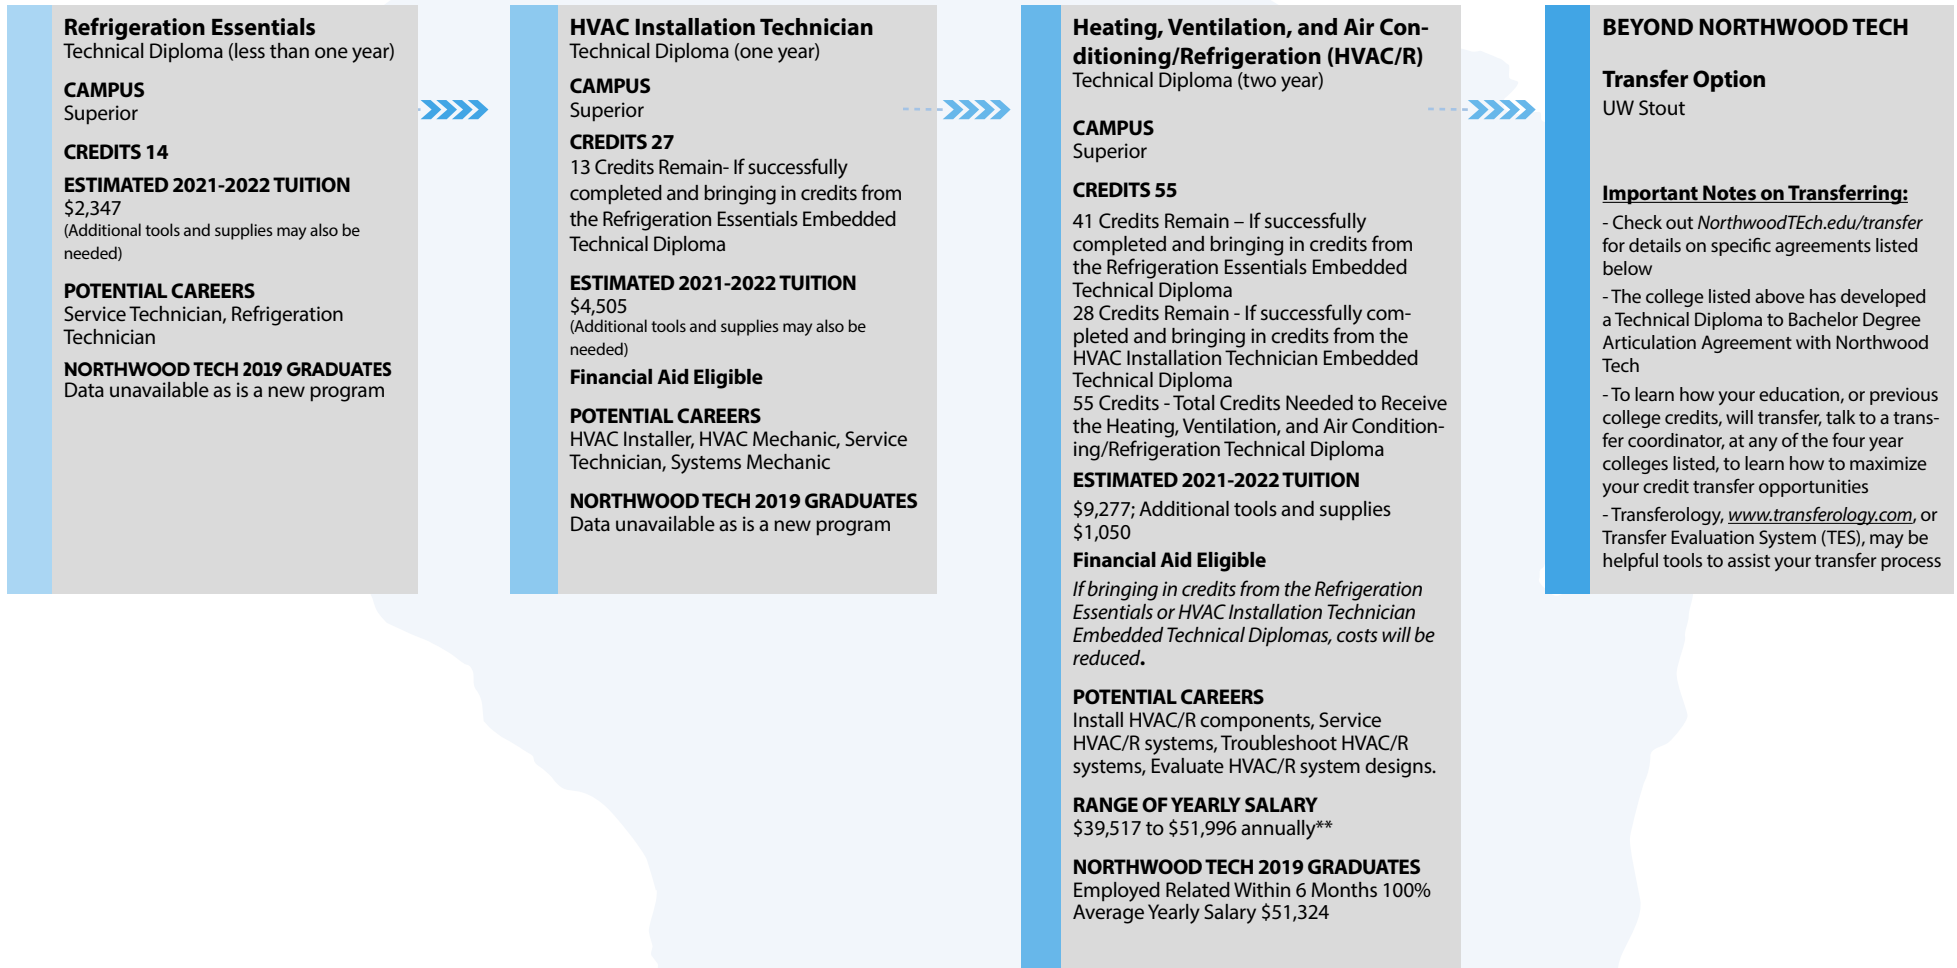 Refrigeration Essentials
Technical Diploma (less than one year)
CAMPUS
Superior
CREDITS 14
ESTIMATED 2021-2022 TUITION
$2,347
(Additional tools and supplies may also be
needed)
POTENTIAL CAREERS
Service Technician, Refrigeration
Technician
NORTHWOOD TECH 2019 GRADUATES
Data unavailable as is a new program
HVAC Installation Technician
Technical Diploma (one year)
CAMPUS
Superior
CREDITS 27
13 Credits Remain- If successfully
completed and bringing in credits from
the Refrigeration Essentials Embedded
Technical Diploma
ESTIMATED 2021-2022 TUITION
$4,505
(Additional tools and supplies may also be
needed)
Financial Aid Eligible
POTENTIAL CAREERS
HVAC Installer, HVAC Mechanic, Service
Technician, Systems Mechanic
NORTHWOOD TECH 2019 GRADUATES
Data unavailable as is a new program
Heating, Ventilation, and Air Con-
ditioning/Refrigeration (HVAC/R)
Technical Diploma (two year)
CAMPUS
Superior
CREDITS 55
41 Credits Remain – If successfully
completed and bringing in credits from
the Refrigeration Essentials Embedded
Technical Diploma
28 Credits Remain - If successfully com-
pleted and bringing in credits from the
HVAC Installation Technician Embedded
Technical Diploma
55 Credits - Total Credits Needed to Receive
the Heating, Ventilation, and Air Condition-
ing/Refrigeration Technical Diploma
ESTIMATED 2021-2022 TUITION
$9,277; Additional tools and supplies
$1,050
Financial Aid Eligible
If bringing in credits from the Refrigeration
Essentials or HVAC Installation Technician
Embedded Technical Diplomas, costs will be
reduced.
POTENTIAL CAREERS
Install HVAC/R components, Service
HVAC/R systems, Troubleshoot HVAC/R
systems, Evaluate HVAC/R system designs.
RANGE OF YEARLY SALARY
$39,517 to $51,996 annually**
NORTHWOOD TECH 2019 GRADUATES
Employed Related Within 6 Months 100%
Average Yearly Salary $51,324
BEYOND NORTHWOOD TECH
Transfer Option
UW Stout
Important Notes on Transferring:
- Check out NorthwoodTEch.edu/transfer
for details on specific agreements listed
below
- The college listed above has developed
a Technical Diploma to Bachelor Degree
Articulation Agreement with Northwood
Tech
- To learn how your education, or previous
college credits, will transfer, talk to a trans-
fer coordinator, at any of the four year
colleges listed, to learn how to maximize
your credit transfer opportunities
- Transferology, www.transferology.com, or
Transfer Evaluation System (TES), may be
helpful tools to assist your transfer process